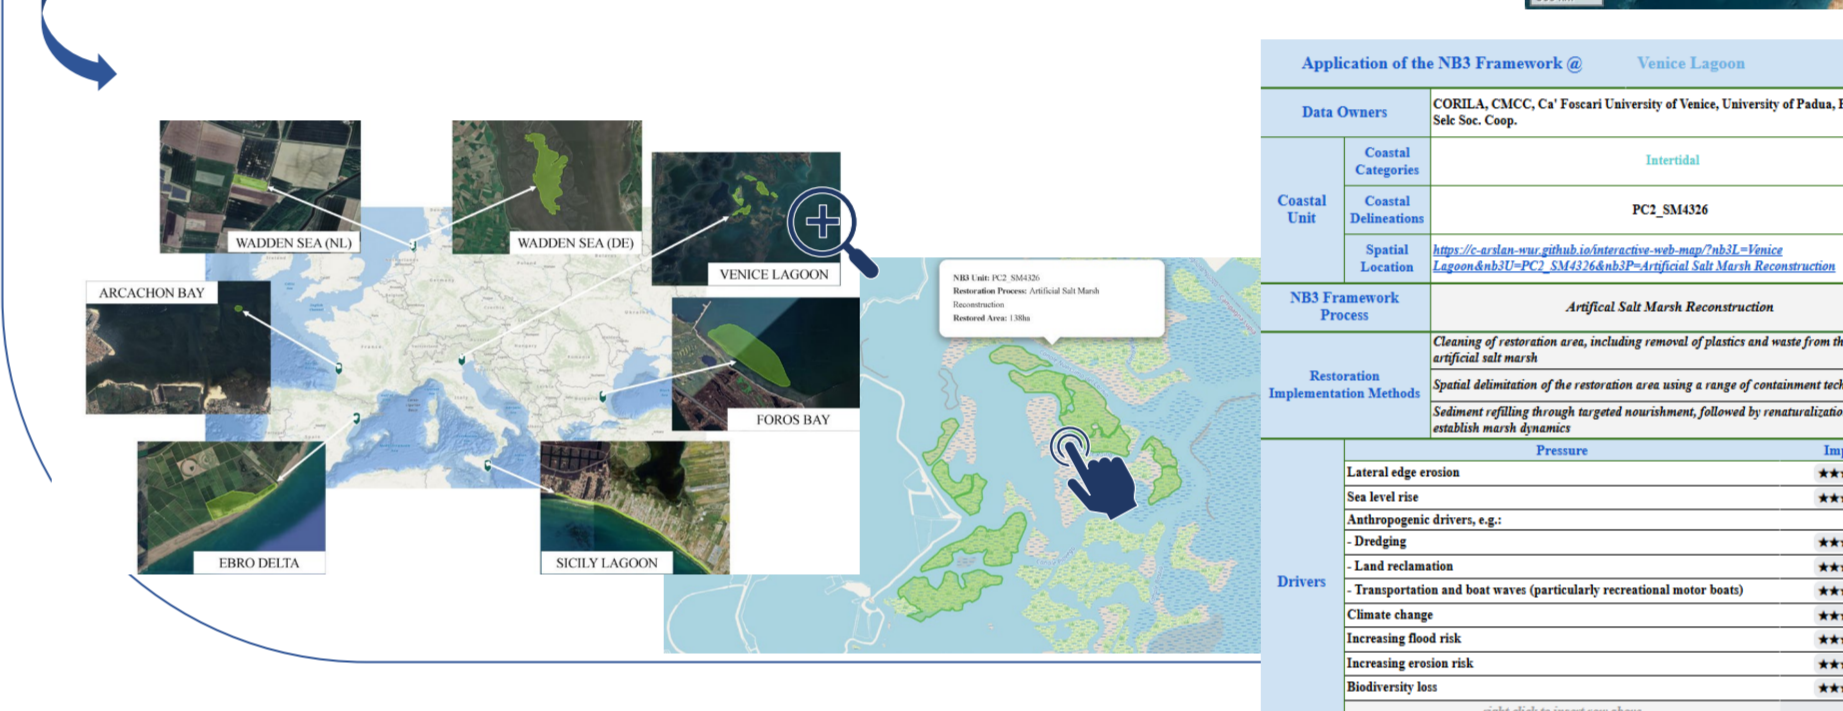 WADDEN SEA (NL)
WADDEN SEA (DE)
VENICE LAGOON
ARCACHON BAY
FOROS BAY
EBRO DELTA
SICILY LAGOON
NB3 Unit: PC2_SM4326
Restoration Process: Artificial Salt Marsh
Reconstruction
Restored Area: 138ha
Application of the NB3 Framework @ Venice Lagoon
Data Owners
CORILA, CMCC, Ca' Foscari University of Venice, University of Padua,
Selc Soc. Coop.
Coastal
Unit
Coastal
Categories
Intertidal
Coastal
Delineations
PC2_SM4326
Spatial
Location
https://c-arslan-wur.github.io/interactive-web-map/?nb3L=Venice
Lagoon&nb3U=PC2_SM4326&nb3P=Artificial Salt Marsh Reconstruction
NB3 Framework
Process
Artifical Salt Marsh Reconstruction
Restoration
Implementation Methods
Cleaning of restoration area, including removal of plastics and waste from
artificial salt marsh
Spatial delimitation of the restoration area using a range of containment
Sediment refilling through targeted nourishment, followed by
establish marsh dynamics
Drivers
Pressure
Lateral edge erosion ★★
Sea level rise ★★
Anthropogenic drivers, e.g.:
- Dredging ★★
- Land reclamation ★★
- Transportation and boat waves (particularly recreational motor boats) ★★
Climate change ★★
Increasing flood risk ★★
Increasing erosion risk ★★
Biodiversity loss ★★